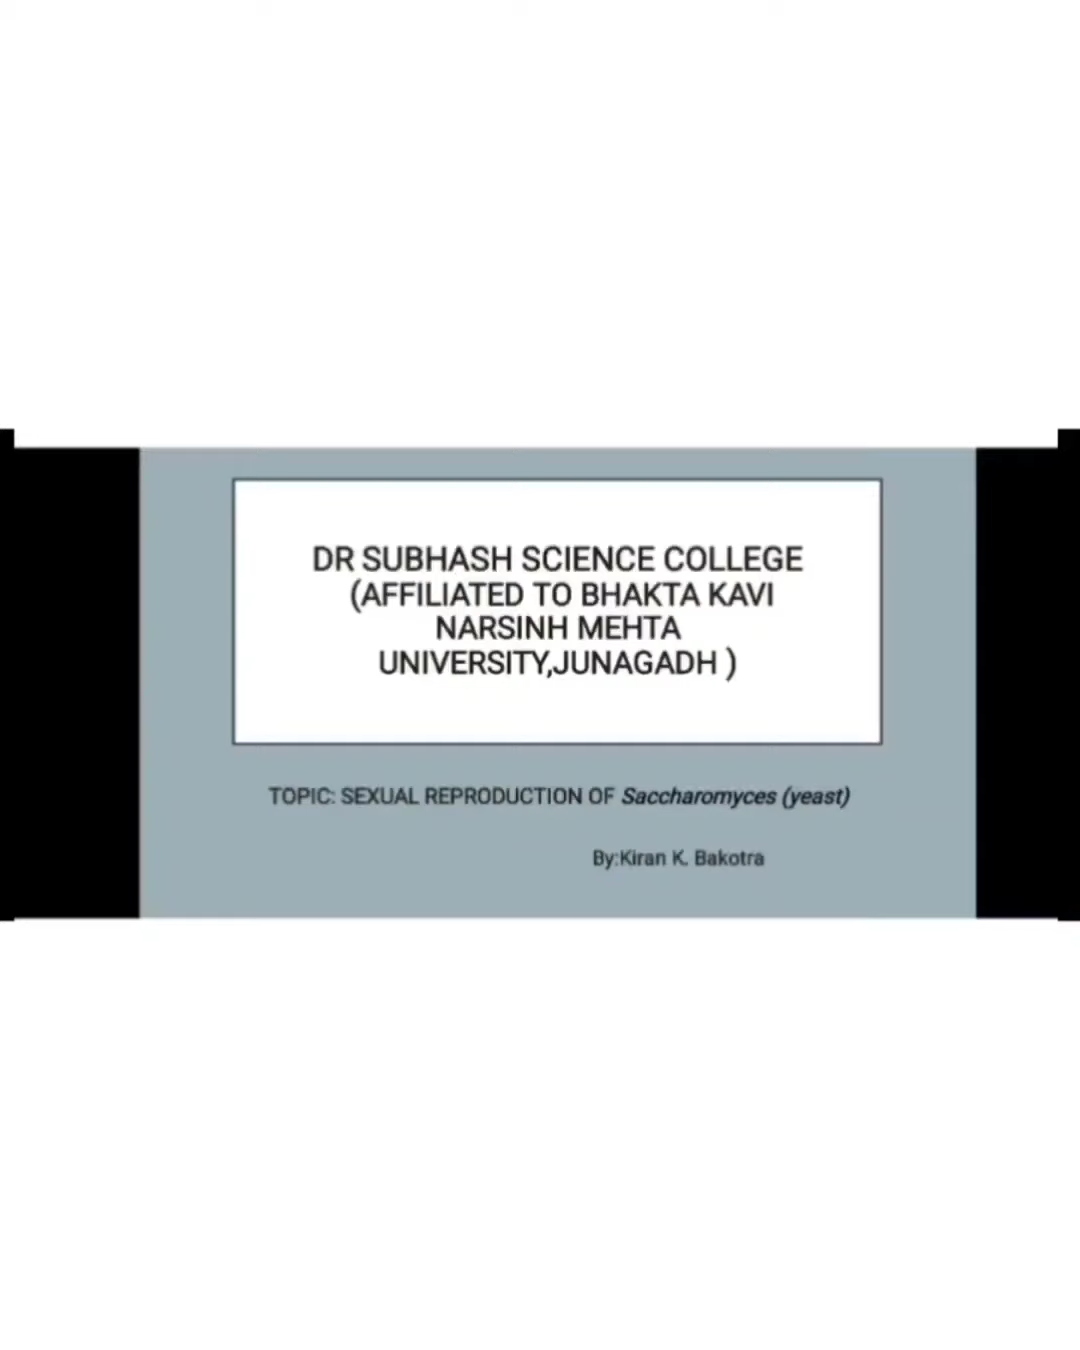 DR SUBHASH SCIENCE COLLEGE
(AFFILIATED TO BHAKTA KAVI
NARSINH MEHTA
UNIVERSITY,JUNAGADH )
TOPIC: SEXUAL REPRODUCTION OF Saccharomyces (yeast)
By:Kiran K. Bakotra